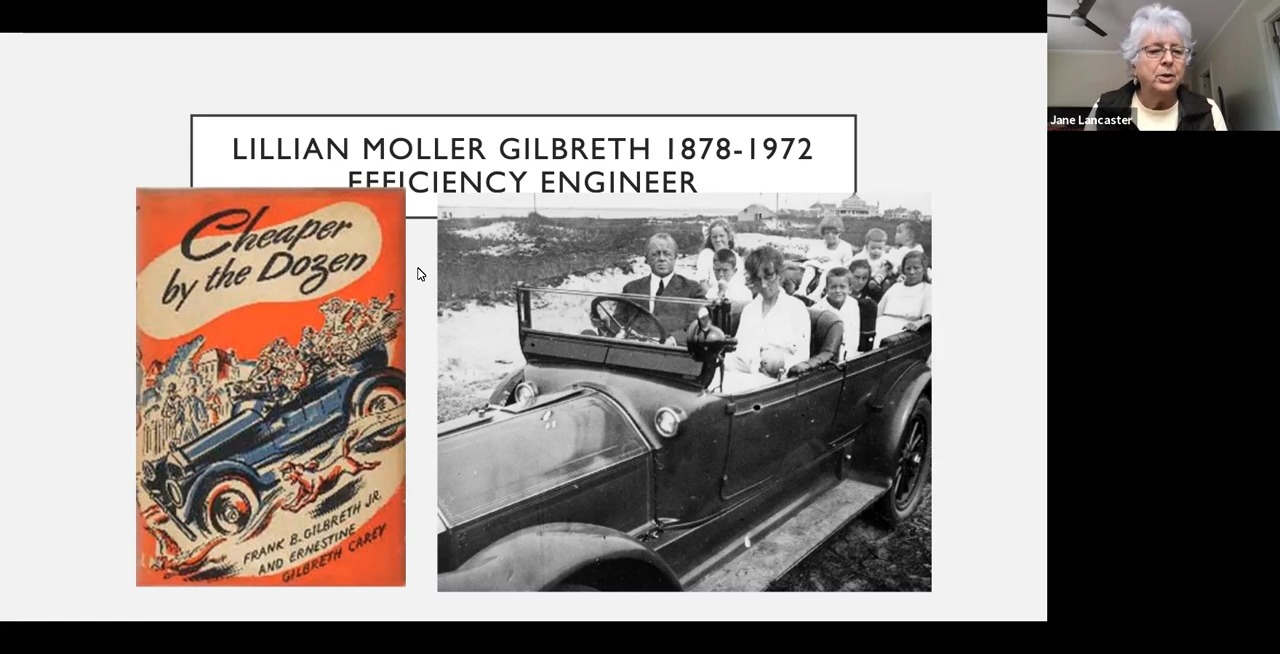 LILLIAN MOLLER GILBRETH 1878-1972
EFFICIENCY ENGINEER
Cheaper
by the Dozen
FRANK B. GILBRETH JR.
AND ERNESTINE
GILBRETH CAREY
Jane Lancaster